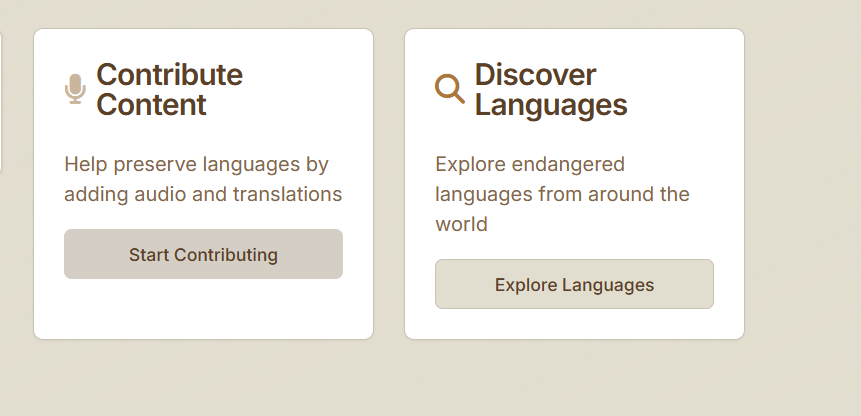 Contribute
Content
Help preserve languages by
adding audio and translations
Start Contributing
Discover
Languages
Explore endangered
languages from around the
world
Explore Languages